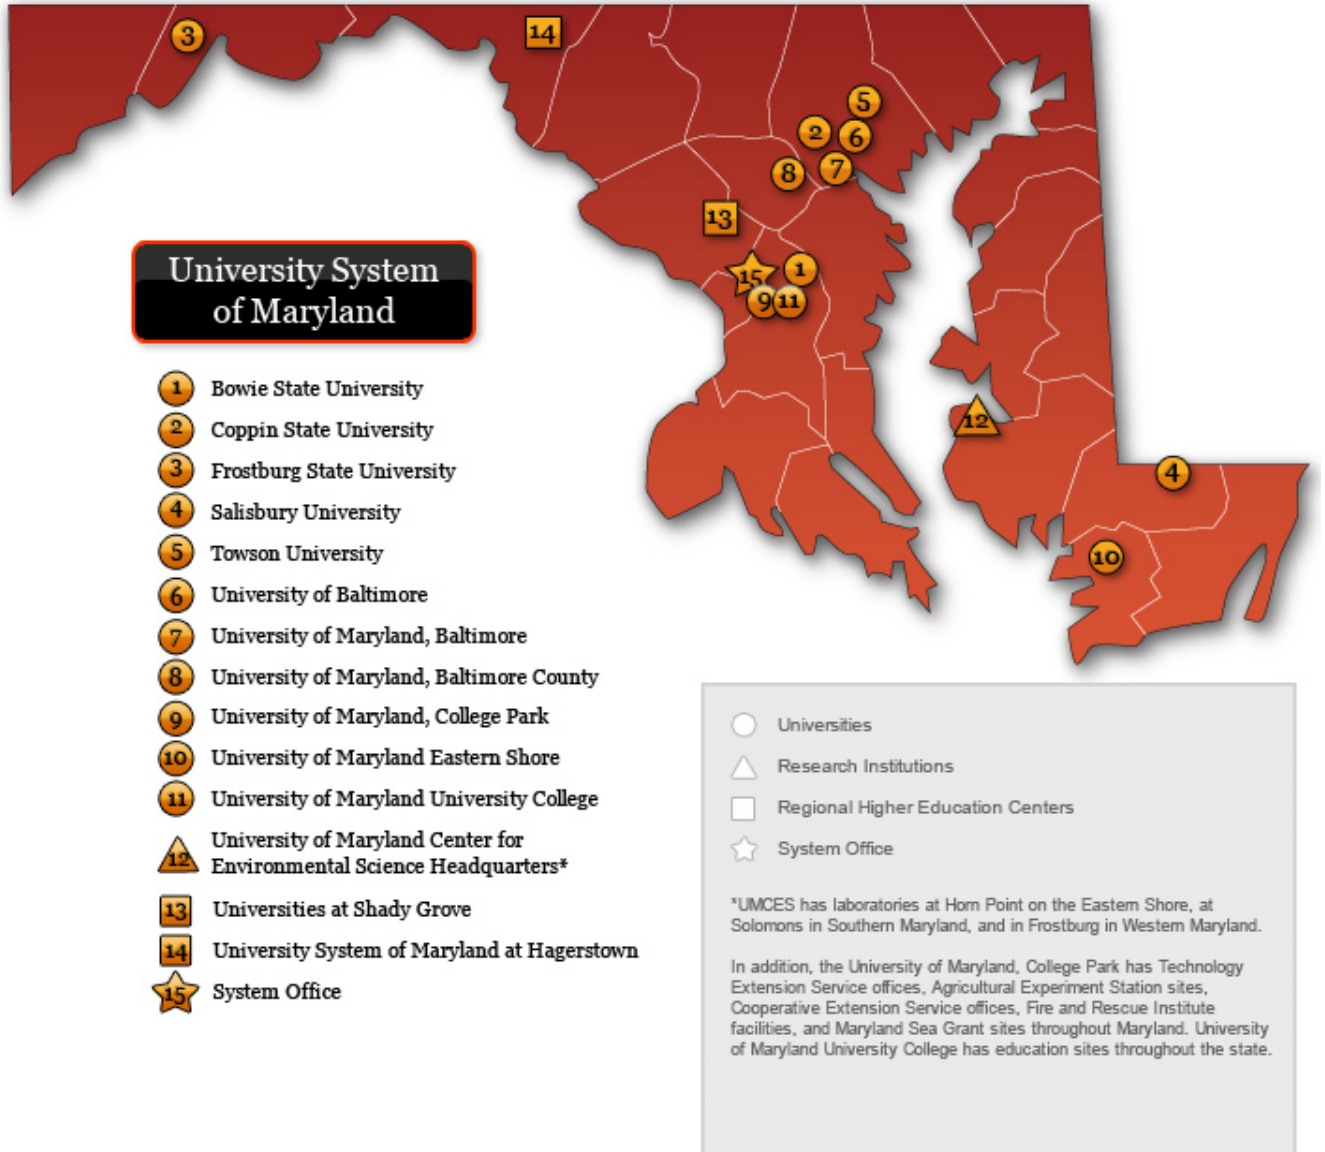 3
14
5
2
6
7
8
13
15
1
9
11
12
4
10
University System
of Maryland
1 Bowie State University
2 Coppin State University
3 Frostburg State University
4 Salisbury University
5 Towson University
6 University of Baltimore
7 University of Maryland, Baltimore
8 University of Maryland, Baltimore County
9 University of Maryland, College Park
10 University of Maryland Eastern Shore
11 University of Maryland University College
12 University of Maryland Center for
Environmental Science Headquarters*
13 Universities at Shady Grove
14 University System of Maryland at Hagerstown
15 System Office
Universities
Research Institutions
Regional Higher Education Centers
System Office
*UMCES has laboratories at Horn Point on the Eastern Shore, at
Solomons in Southern Maryland, and in Frostburg in Western Maryland.
In addition, the University of Maryland, College Park has Technology
Extension Service offices, Agricultural Experiment Station sites,
Cooperative Extension Service offices, Fire and Rescue Institute
facilities, and Maryland Sea Grant sites throughout Maryland. University
of Maryland University College has education sites throughout the state.